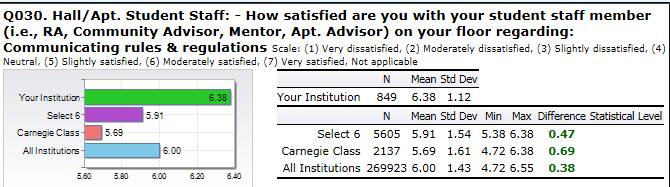 Q030. Hall/Apt. Student Staff: - How satisfied are you with your student staff member
(i.e., RA, Community Advisor, Mentor, Apt. Advisor) on your floor regarding:
Communicating rules & regulations Scale: (1) Very dissatisfied, (2) Moderately dissatisfied, (3) Slightly dissatisfied, (4)
Neutral, (5) Slightly satisfied, (6) Moderately satisfied, (7) Very satisfied, Not applicable
Your Institution 6.38
Select 6 5.91
Carnegie Class 5.69
All Institutions 6.00
5.60 5.80 6.00 6.20 6.40
N Mean Std Dev
Your Institution 849 6.38 1.12
N Mean Std Dev Min Max Difference Statistical Level
Select 6 5605 5.91 1.54 5.38 6.38 0.47
Carnegie Class 2137 5.69 1.61 4.72 6.38 0.69
All Institutions 269923 6.00 1.43 4.72 6.55 0.38